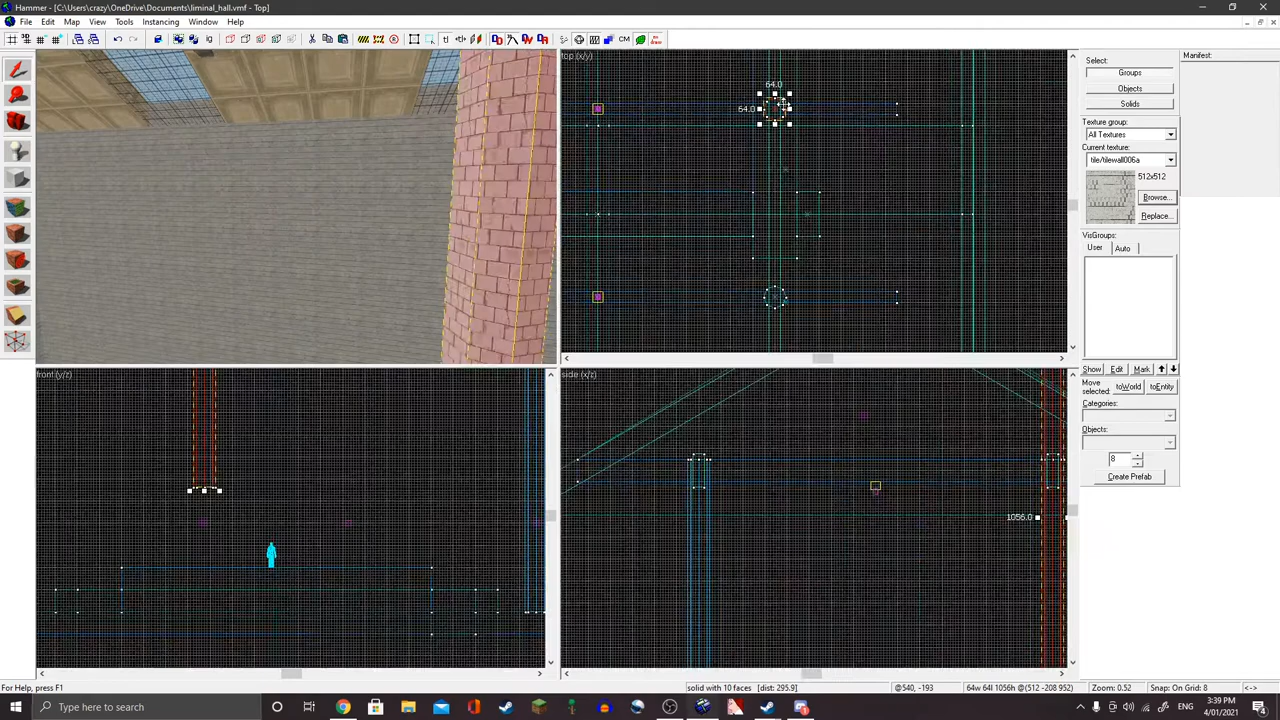 Hammer - [C:\Users\crazy\OneDrive\Documents\liminal_hall.vmf - Top]
File Edit Map View Tools Instancing Window Help
top (x/y)
64.0
64.0
front (y/z)
side (x/z)
1056.0
Select:
Groups
Objects
Solids
Texture group:
All Textures
Current texture:
tile/tilewall006a
512x512
Browse...
Replace...
VisGroups:
User Auto
Show Edit Mark
Move selected:
toWorld toEntity
Categories:
Objects:
8
Create Prefab
Manifest:
For Help, press F1
solid with 10 faces [dist: 295.9]
@540, -193
64w 64l 1056h @(512 -208 952)
Zoom: 0.52
Snap: On Grid: 8
<->
Type here to search
3:39 PM
4/01/2021